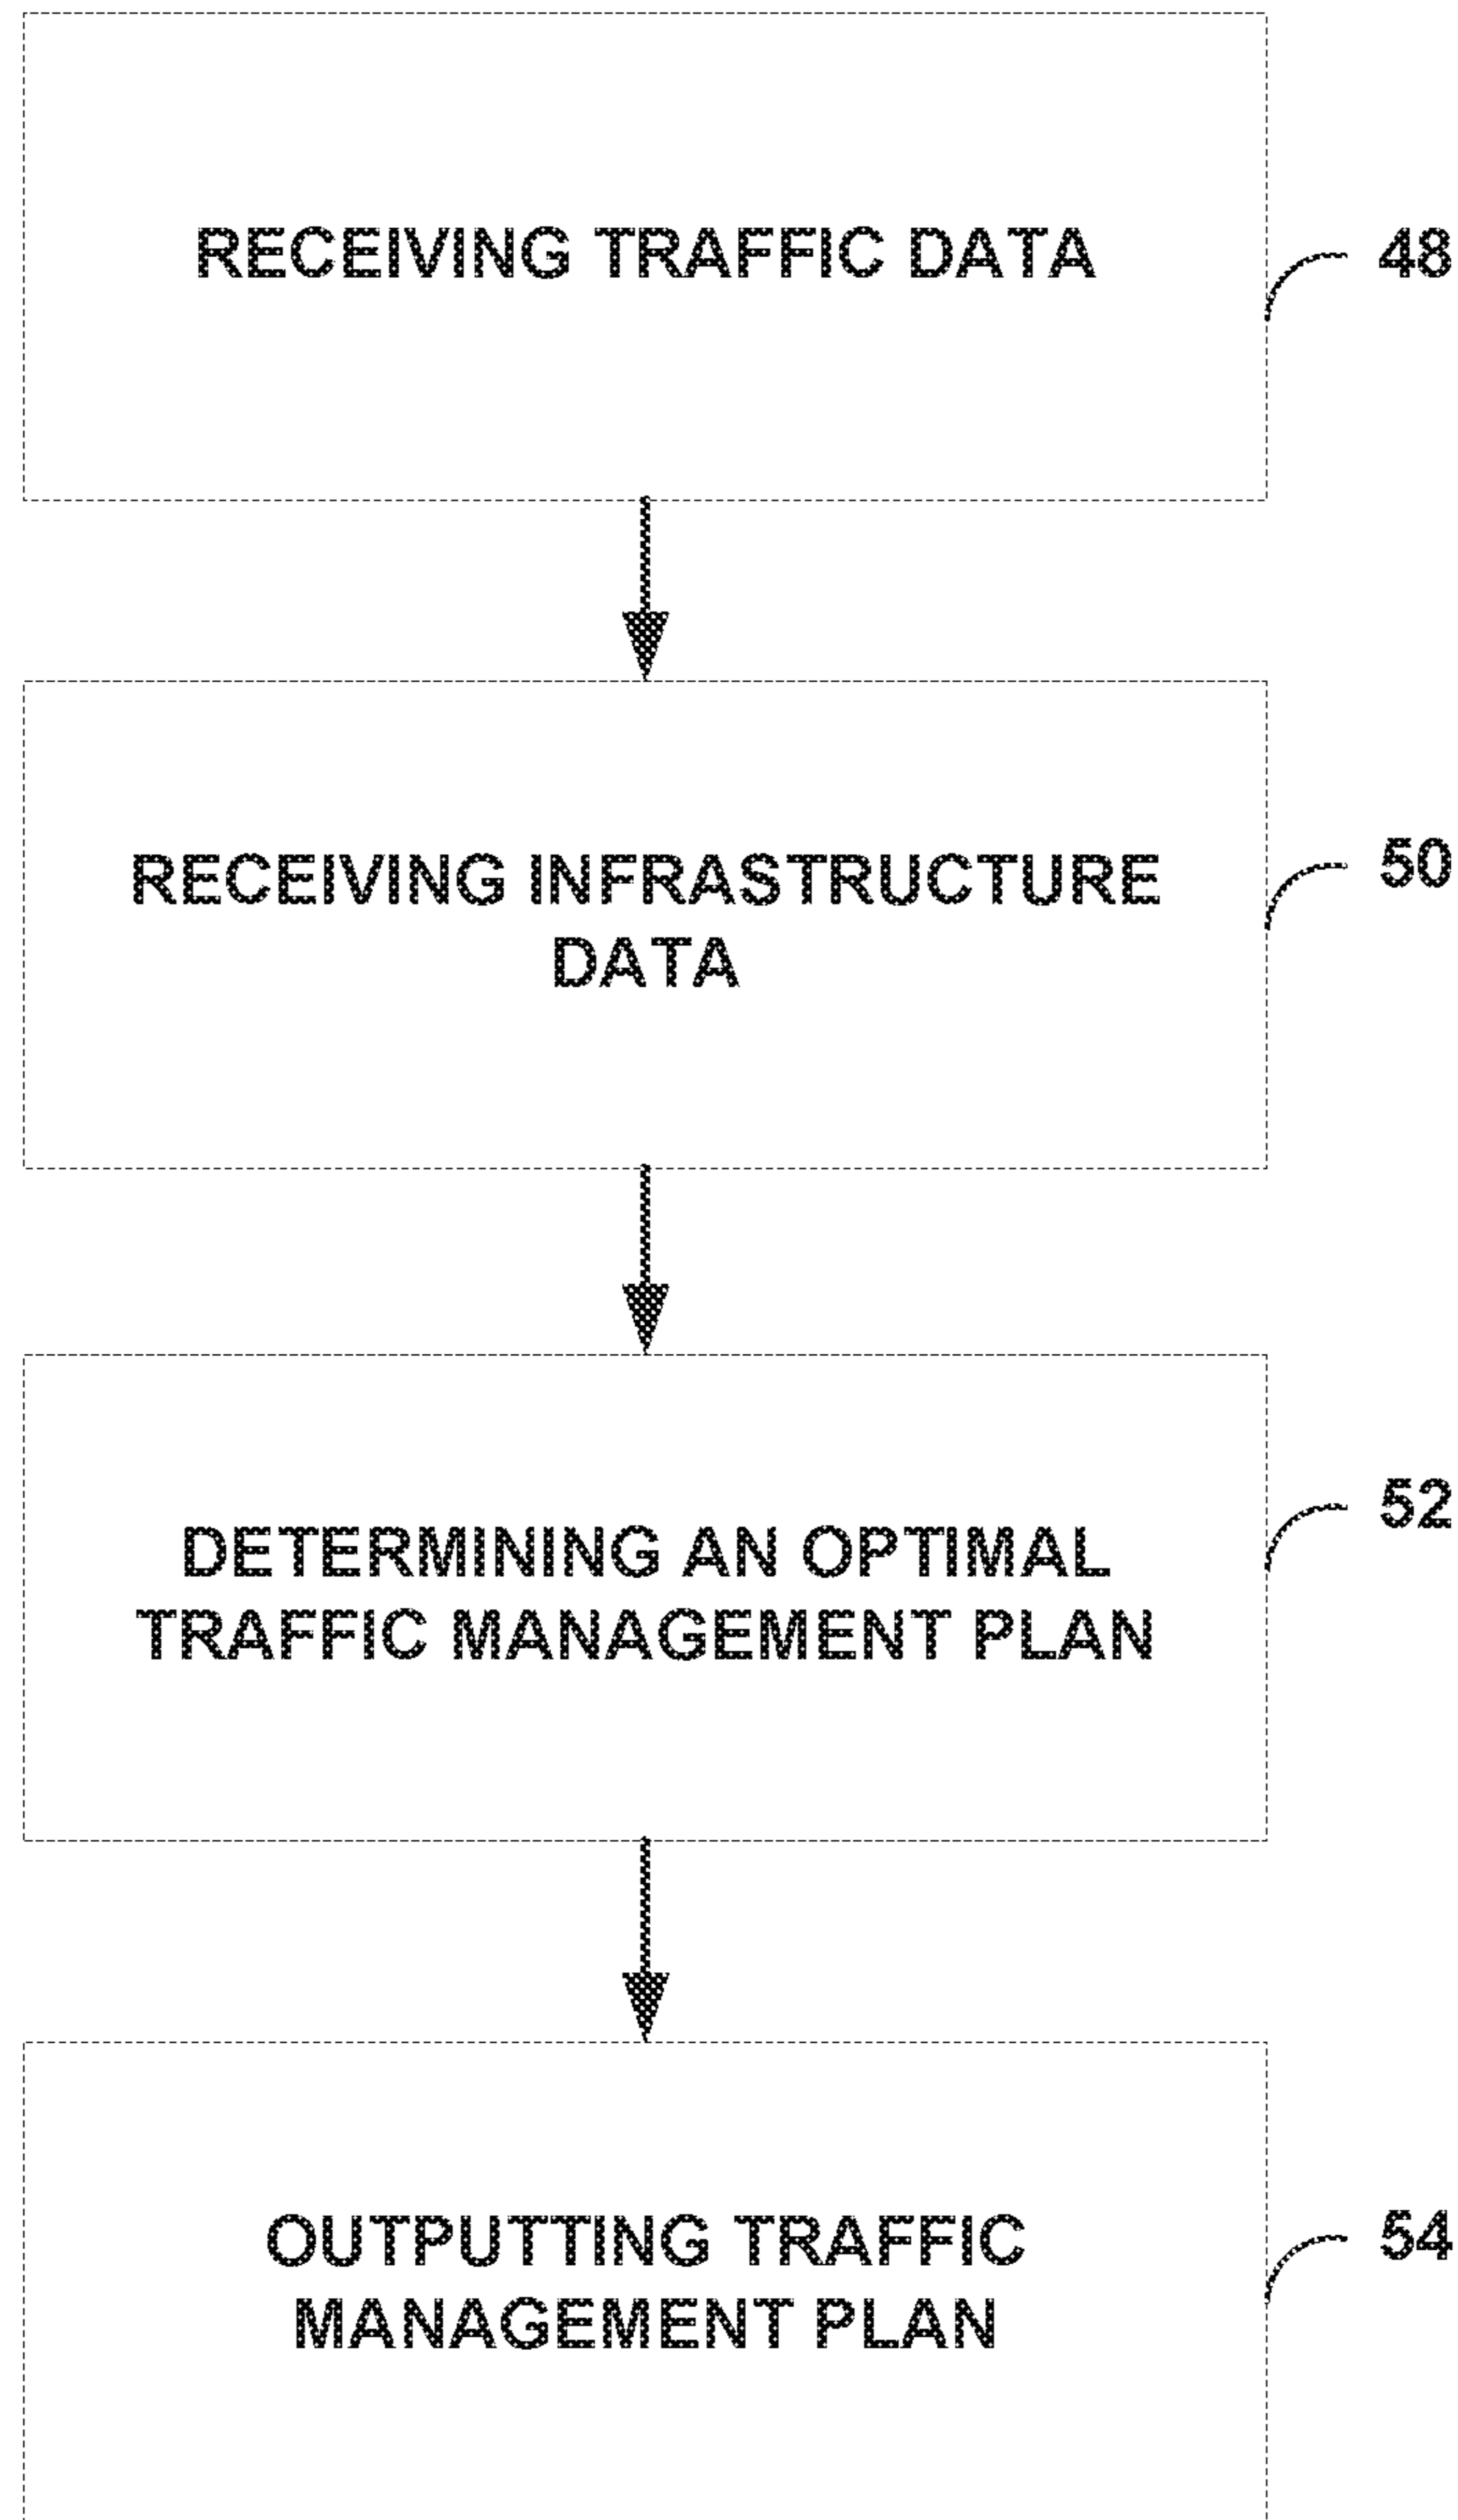 RECEIVING TRAFFIC DATA
48
RECEIVING INFRASTRUCTURE
DATA
50
DETERMINING AN OPTIMAL
TRAFFIC MANAGEMENT PLAN
52
OUTPUTTING TRAFFIC
MANAGEMENT PLAN
54